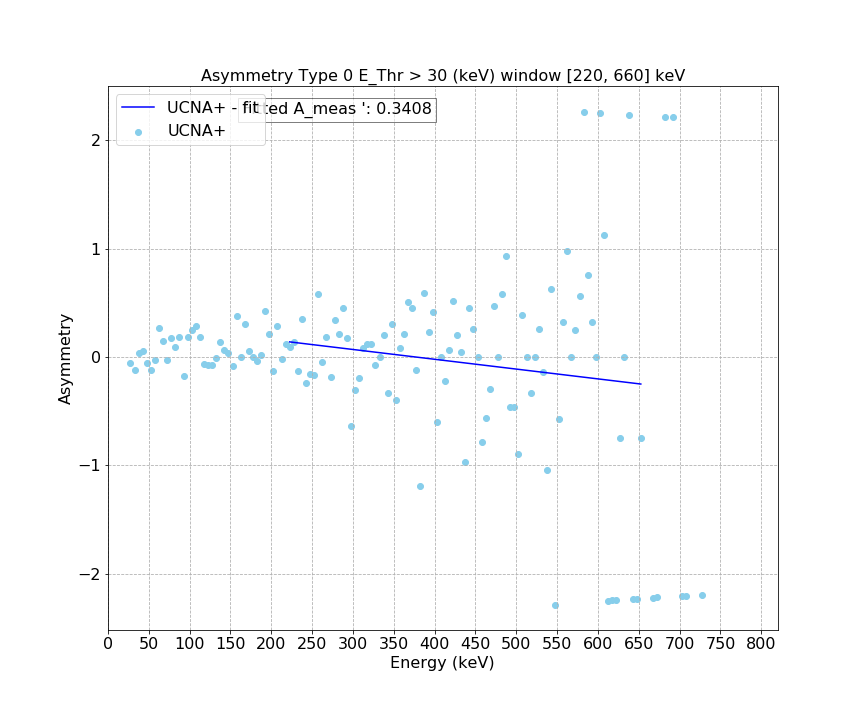 Asymmetry Type 0 E_Thr > 30 (keV) window [220, 660] keV
UCNA+ - fitted A_meas ': 0.3408
UCNA+
Asymmetry
2
1
0
−1
−2
0 50 100 150 200 250 300 350 400 450 500 550 600 650 700 750 800
Energy (keV)